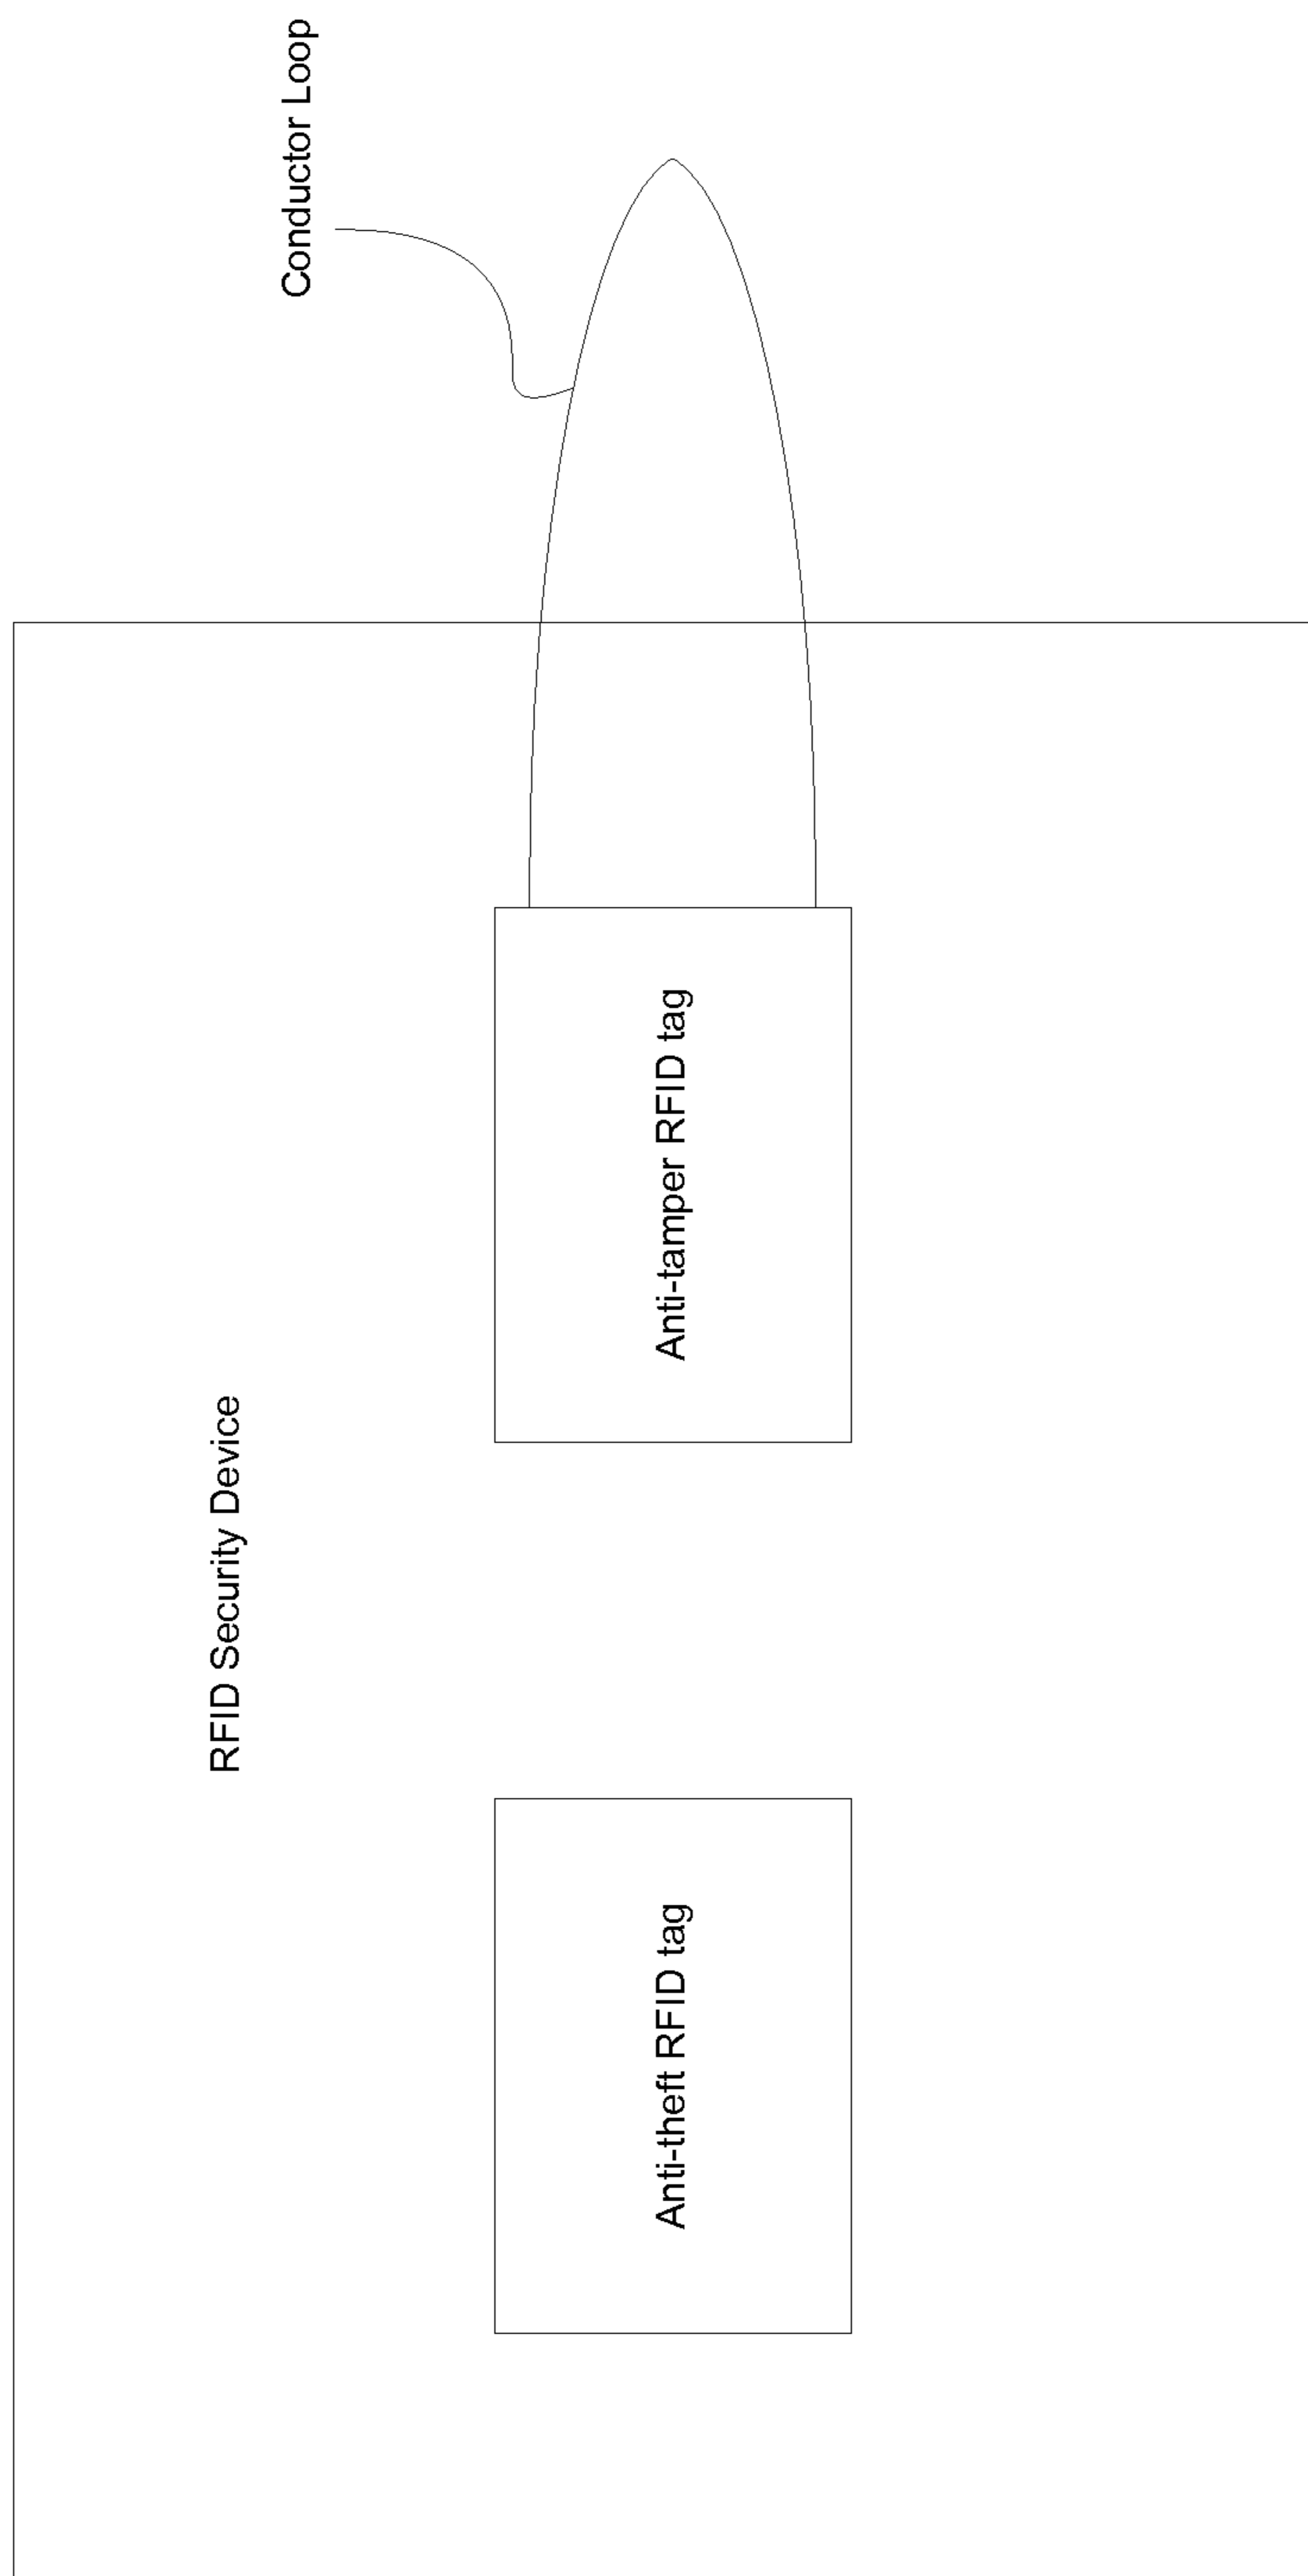 RFID Security Device
Conductor Loop
Anti-theft RFID tag
Anti-tamper RFID tag